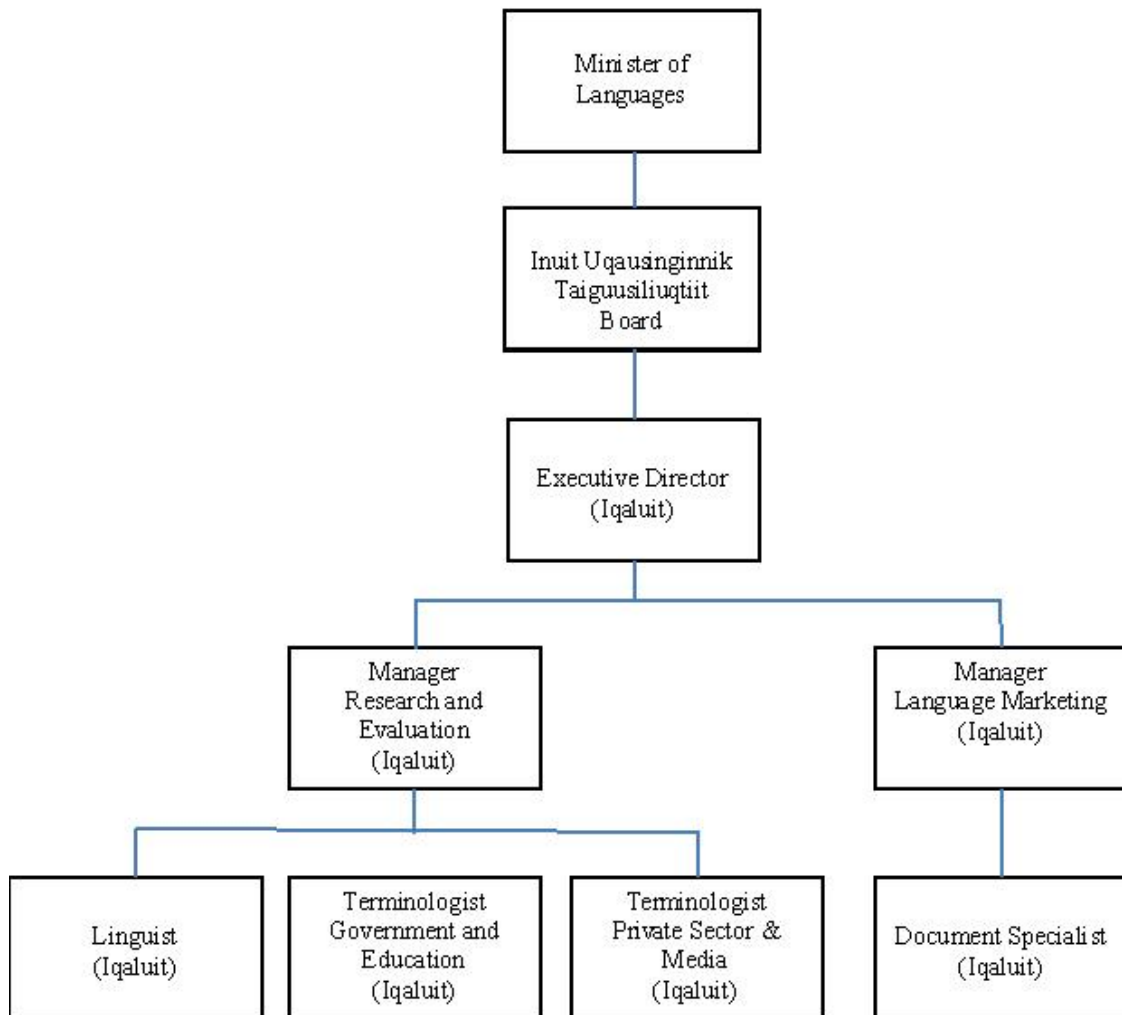 Minister of
Languages
Inuit Uqausinginnik
Taiguusiliuqtiit
Board
Executive Director
(Iqaluit)
Manager
Research and
Evaluation
(Iqaluit)
Manager
Language Marketing
(Iqaluit)
Linguist
(Iqaluit)
Terminologist
Government and
Education
(Iqaluit)
Terminologist
Private Sector &
Media
(Iqaluit)
Document Specialist
(Iqaluit)